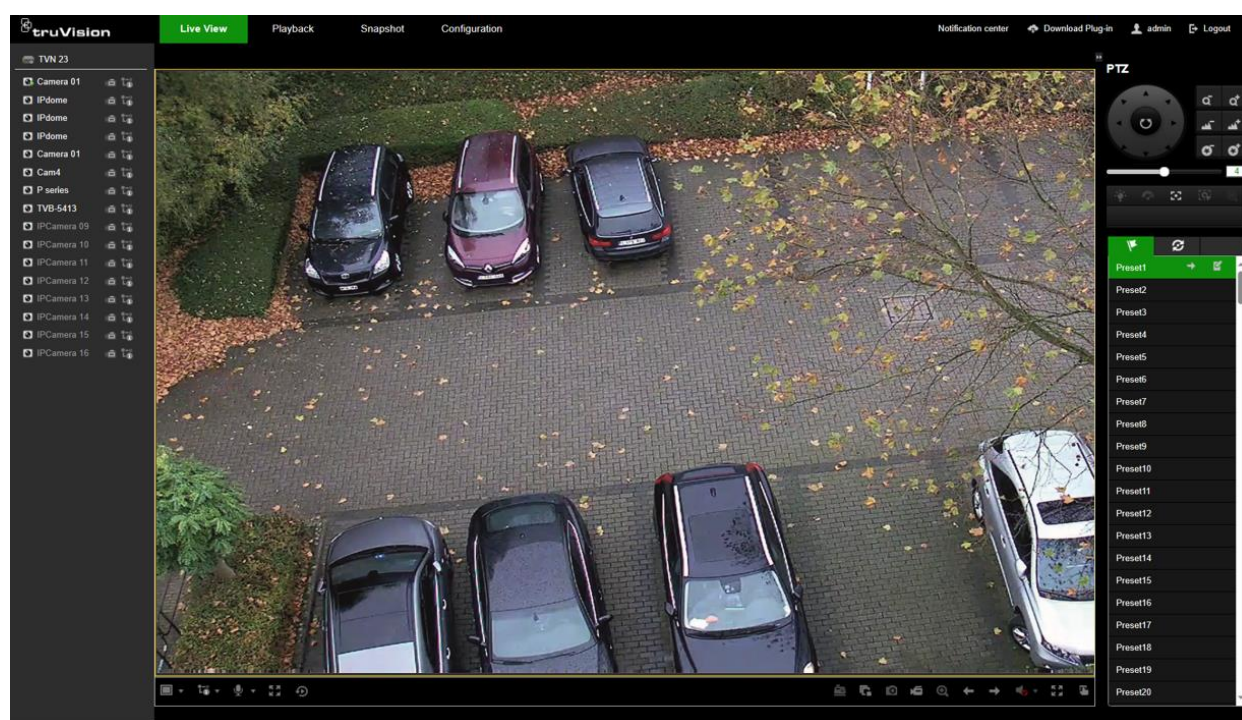 truVision
Live View Playback Snapshot Configuration
Notification center Download Plug-in admin Logout
TVN 23
Camera 01
IPdome
IPdome
IPdome
Camera 01
Cam4
P series
TVB-5413
IPCamera 09
IPCamera 10
IPCamera 11
IPCamera 12
IPCamera 13
IPCamera 14
IPCamera 15
IPCamera 16
PTZ
4
Preset1
Preset2
Preset3
Preset4
Preset5
Preset6
Preset7
Preset8
Preset9
Preset10
Preset11
Preset12
Preset13
Preset14
Preset15
Preset16
Preset17
Preset18
Preset19
Preset20